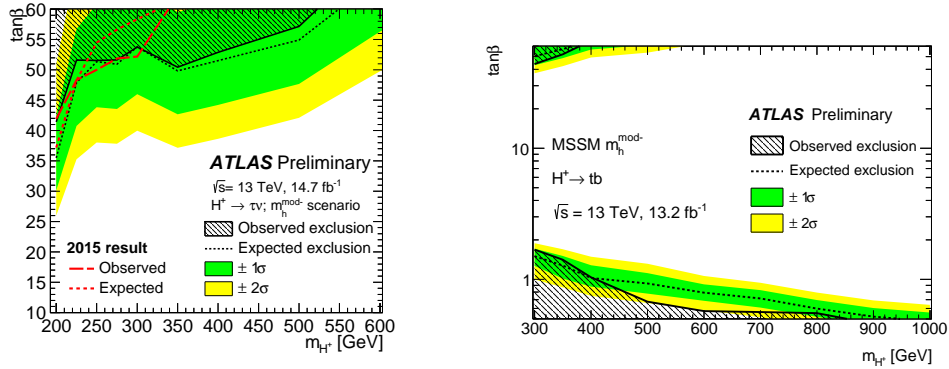 tanβ
60
55
50
45
40
35
30
25
20
15
10
ATLAS Preliminary
√s= 13 TeV, 14.7 fb⁻¹
H⁺ → τν; m_h^mod- scenario
Observed exclusion
Expected exclusion
± 1σ
± 2σ
2015 result
Observed
Expected
200 250 300 350 400 450 500 550 600
m_H⁺ [GeV]
tanβ
10
1
ATLAS Preliminary
Observed exclusion
Expected exclusion
± 1σ
± 2σ
MSSM m_h^mod-
H⁺→ tb
√s = 13 TeV, 13.2 fb⁻¹
300 400 500 600 700 800 900 1000
m_H⁺ [GeV]